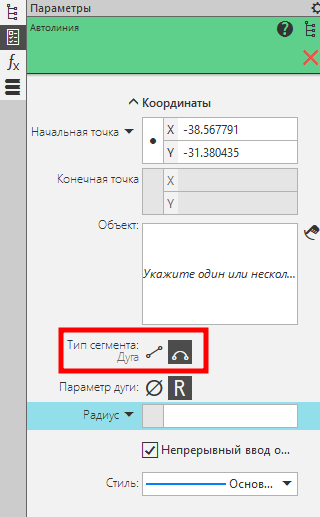 Параметры
Автолиния
?
fx
Координаты
Начальная точка
X -38.567791
Y -31.380435
Конечная точка
X
Y
Объект:
Укажите один или нескол...
Тип сегмента:
Дуга
Параметр дуги: R
Радиус
Непрерывный ввод о...
Стиль: Основ...